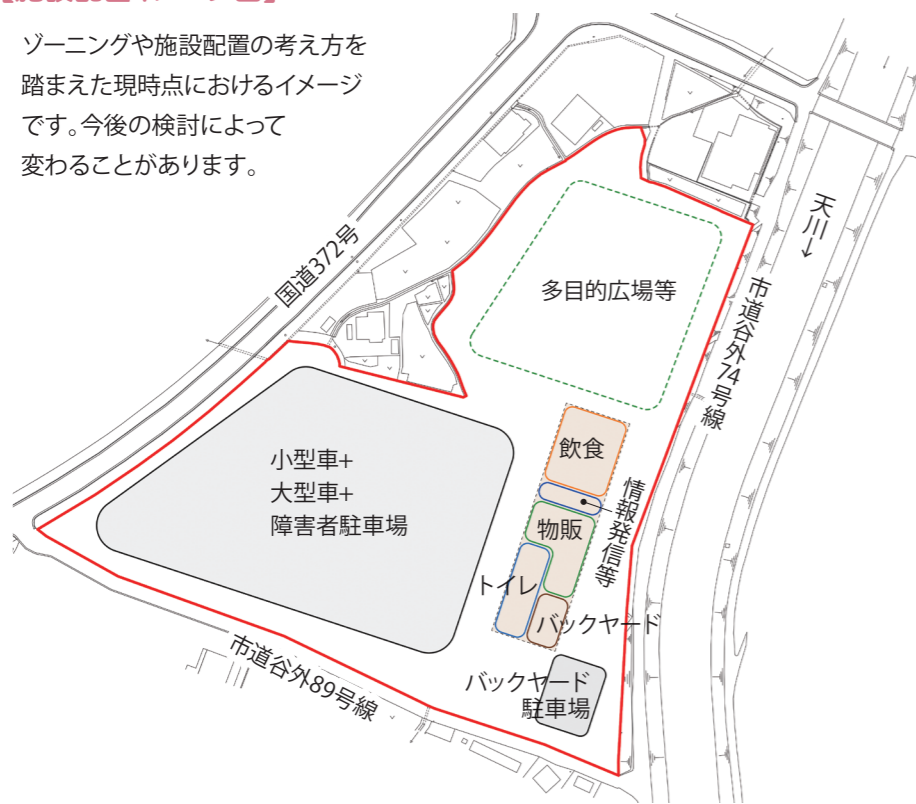 ゾーニングや施設配置の考え方を
踏まえた現時点におけるイメージ
です。今後の検討によって
変わることがあります。
国道372号
天川↓
市道谷外74号線
多目的広場等
飲食
情報発信等
物販
小型車+
大型車+
障害者駐車場
トイレ
バックヤード
バックヤード
駐車場
市道谷外89号線